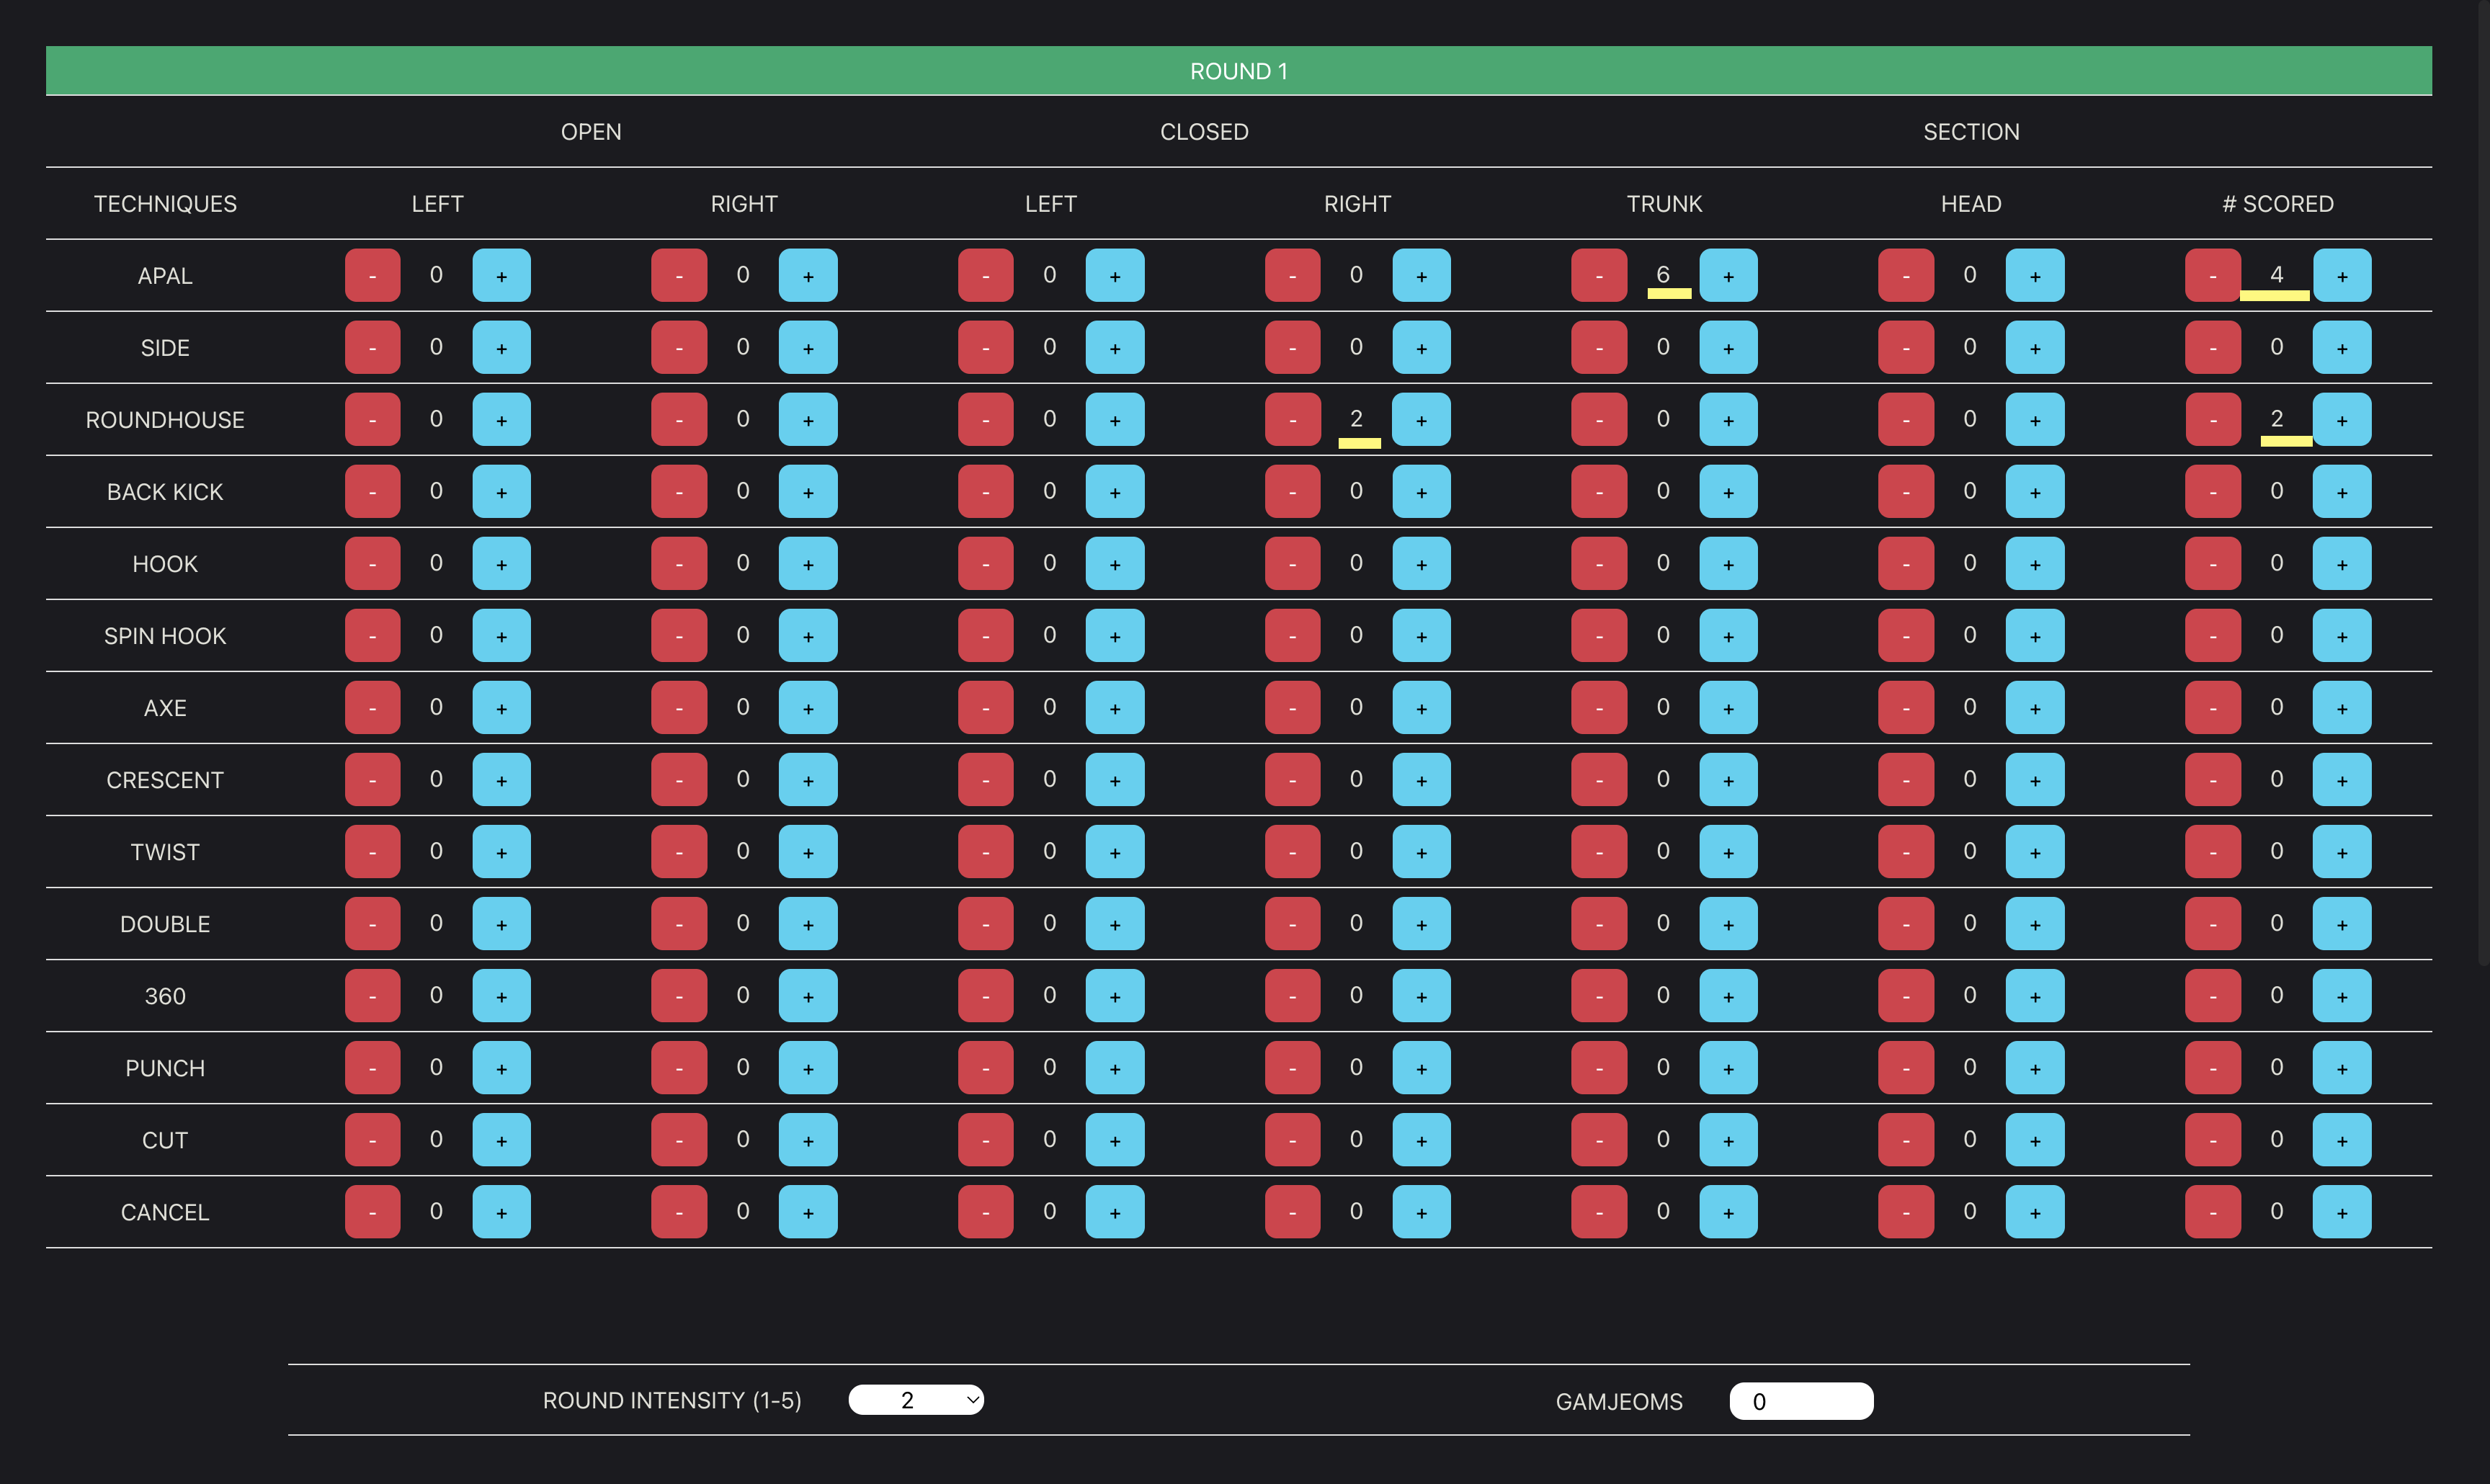 ROUND 1
OPEN CLOSED SECTION
TECHNIQUES LEFT RIGHT LEFT RIGHT TRUNK HEAD # SCORED
APAL - 0 + - 0 + - 0 + - 0 + - 6 + - 0 + - 4 +
SIDE - 0 + - 0 + - 0 + - 0 + - 0 + - 0 + - 0 +
ROUNDHOUSE - 0 + - 0 + - 0 + - 2 + - 0 + - 0 + - 2 +
BACK KICK - 0 + - 0 + - 0 + - 0 + - 0 + - 0 + - 0 +
HOOK - 0 + - 0 + - 0 + - 0 + - 0 + - 0 + - 0 +
SPIN HOOK - 0 + - 0 + - 0 + - 0 + - 0 + - 0 + - 0 +
AXE - 0 + - 0 + - 0 + - 0 + - 0 + - 0 + - 0 +
CRESCENT - 0 + - 0 + - 0 + - 0 + - 0 + - 0 + - 0 +
TWIST - 0 + - 0 + - 0 + - 0 + - 0 + - 0 + - 0 +
DOUBLE - 0 + - 0 + - 0 + - 0 + - 0 + - 0 + - 0 +
360 - 0 + - 0 + - 0 + - 0 + - 0 + - 0 + - 0 +
PUNCH - 0 + - 0 + - 0 + - 0 + - 0 + - 0 + - 0 +
CUT - 0 + - 0 + - 0 + - 0 + - 0 + - 0 + - 0 +
CANCEL - 0 + - 0 + - 0 + - 0 + - 0 + - 0 + - 0 +
ROUND INTENSITY (1-5) 2 GAMJEOMS 0